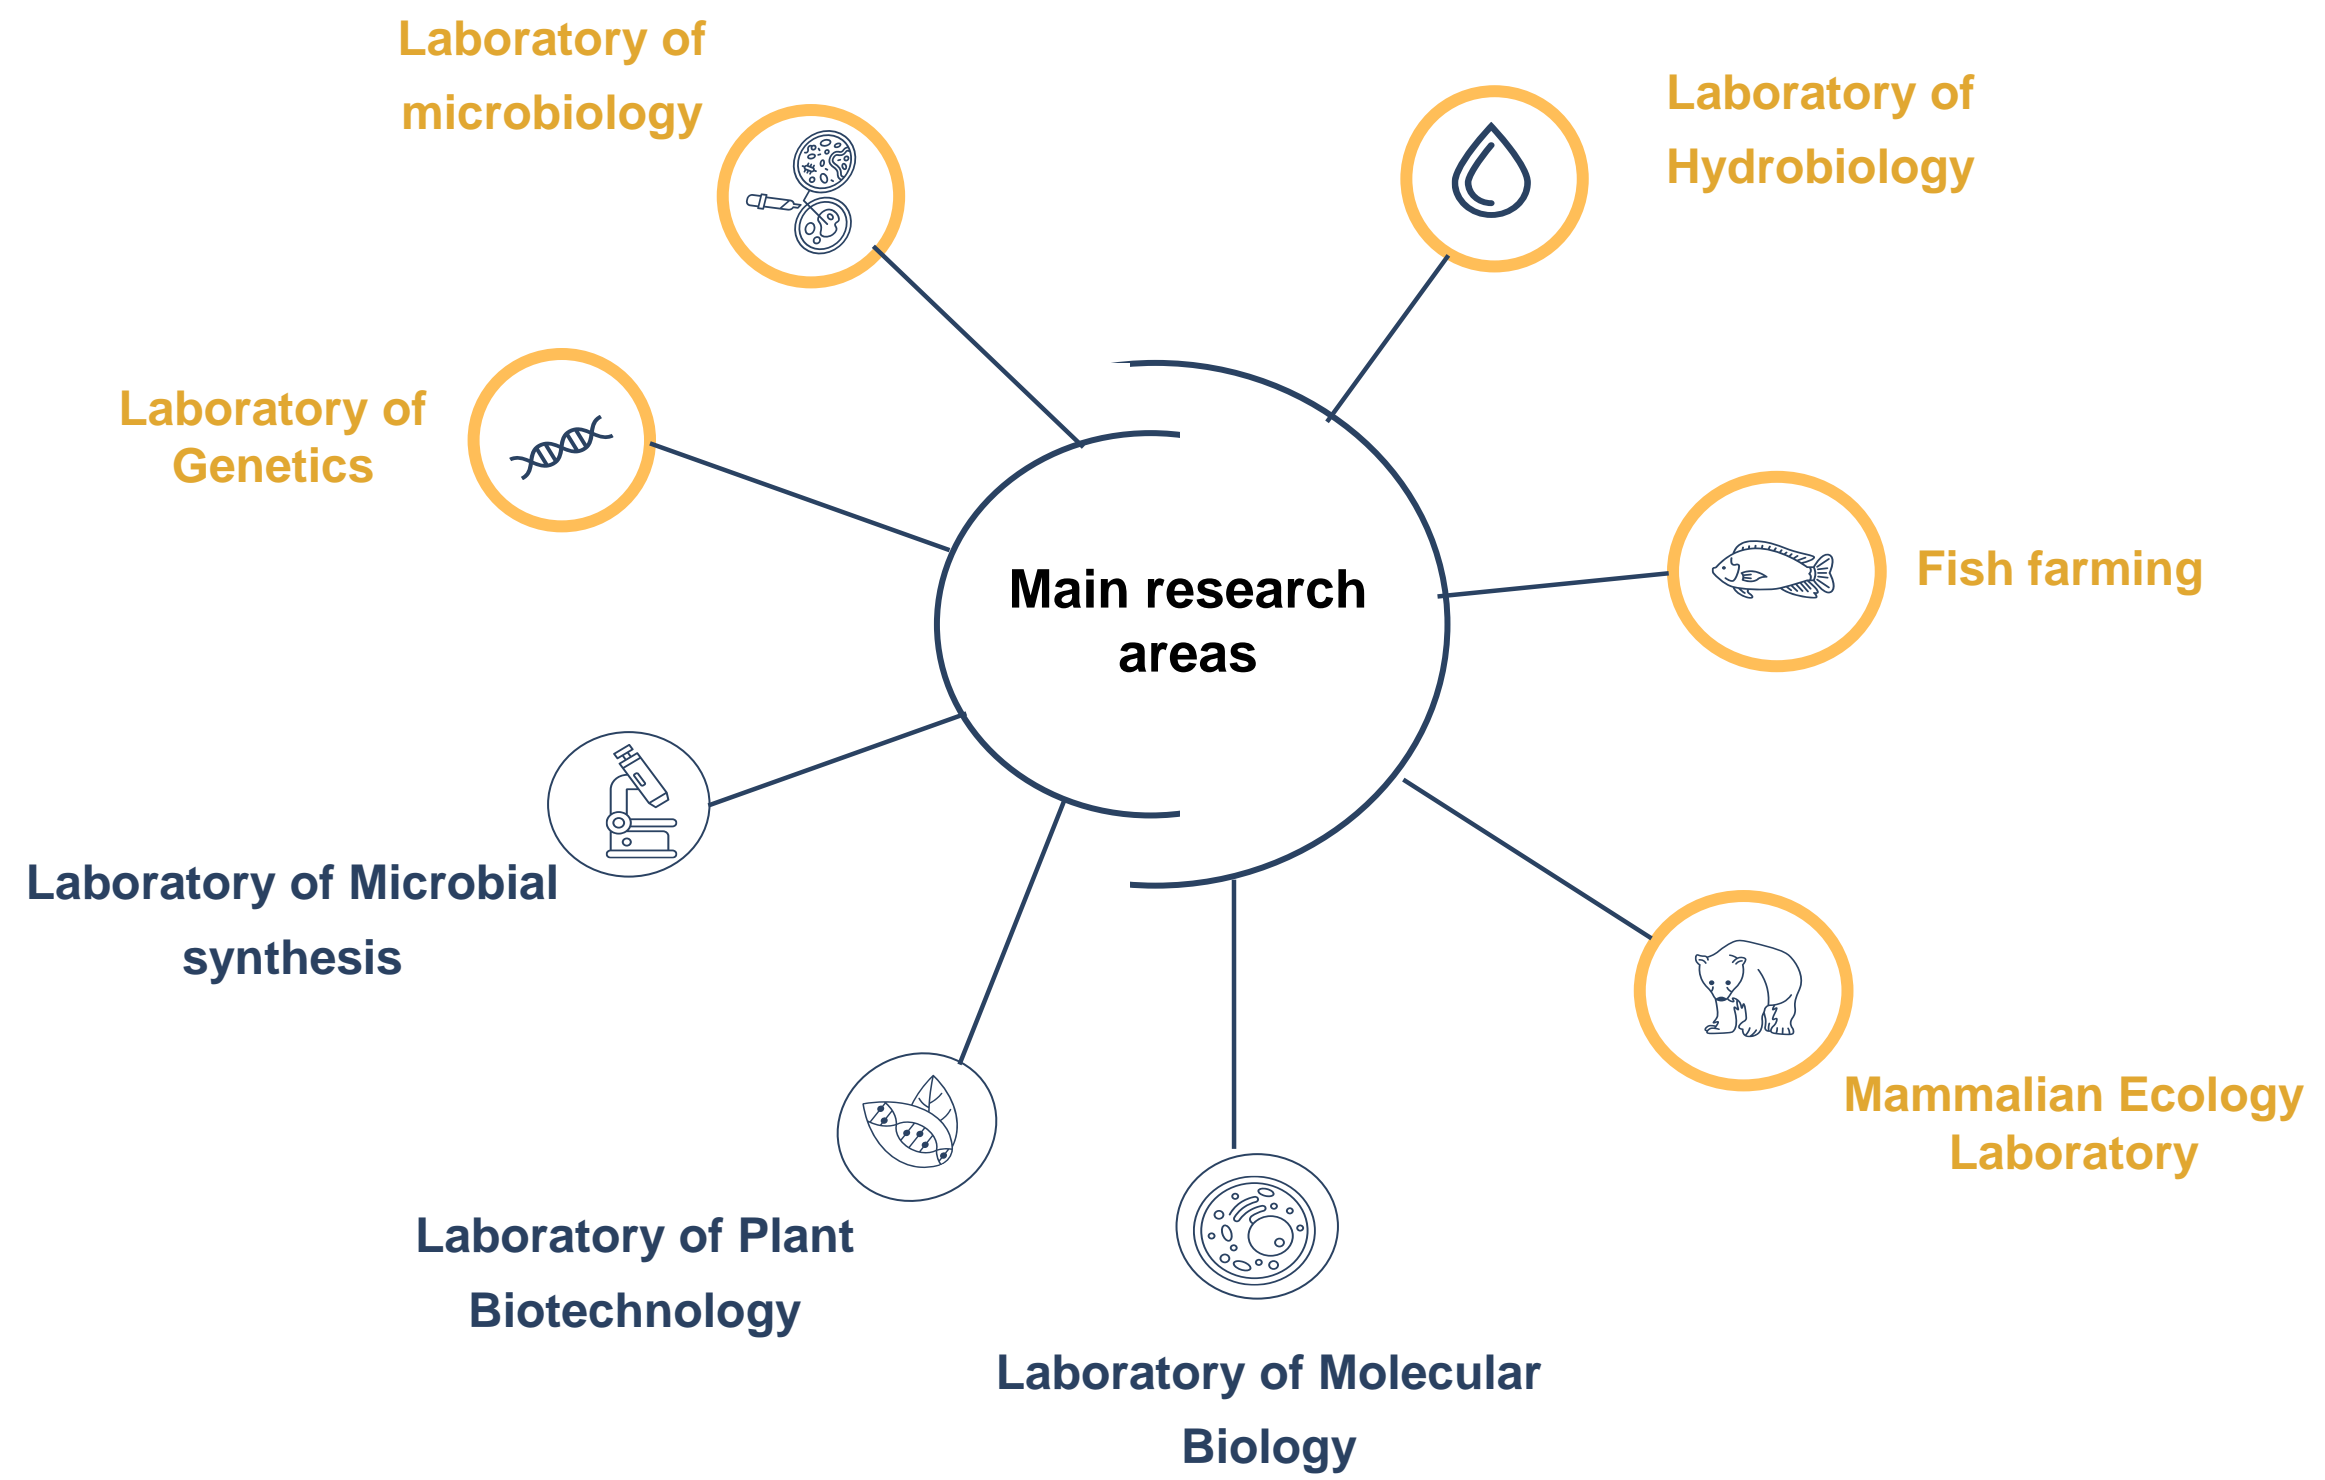 Laboratory of
microbiology
Laboratory of
Hydrobiology
Laboratory of
Genetics
Fish farming
Main research
areas
Laboratory of Microbial
synthesis
Mammalian Ecology
Laboratory
Laboratory of Plant
Biotechnology
Laboratory of Molecular
Biology